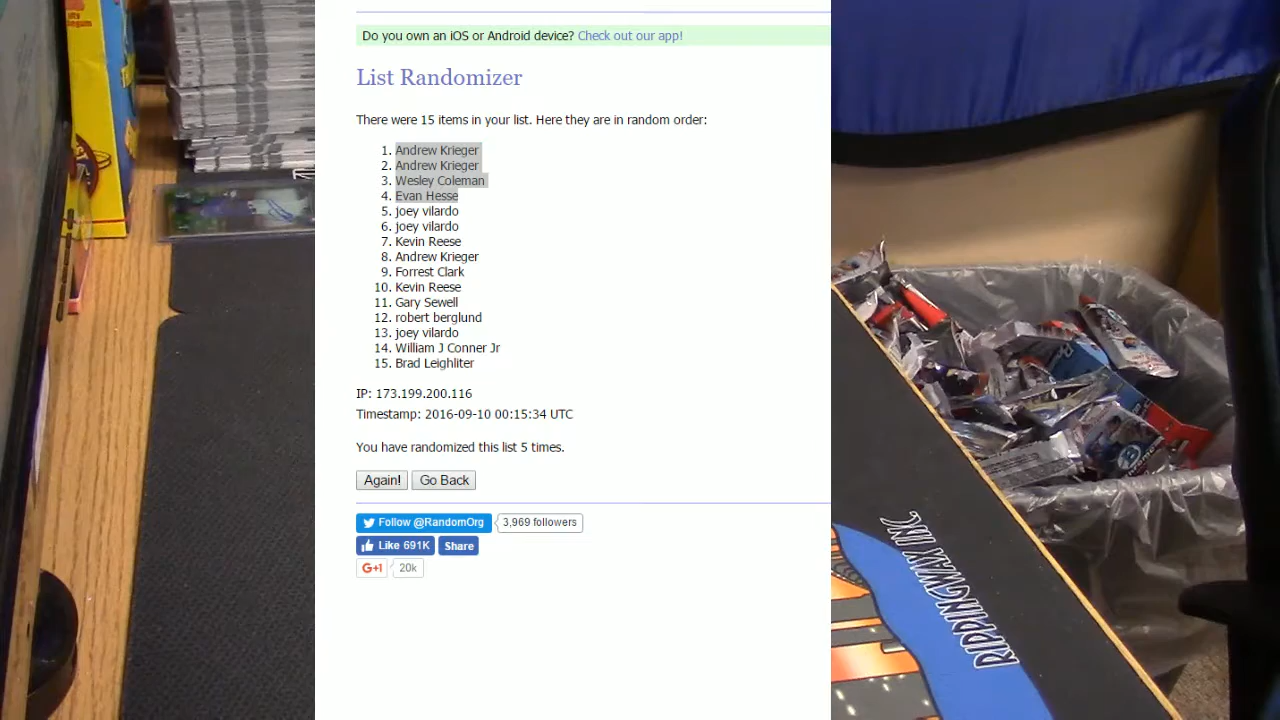 Do you own an iOS or Android device? Check out our app!
List Randomizer
There were 15 items in your list. Here they are in random order:
1. Andrew Krieger
2. Andrew Krieger
3. Wesley Coleman
4. Evan Hesse
5. joey vilardo
6. joey vilardo
7. Kevin Reese
8. Andrew Krieger
9. Forrest Clark
10. Kevin Reese
11. Gary Sewell
12. robert berglund
13. joey vilardo
14. William J Conner Jr
15. Brad Leighliter
IP: 173.199.200.116
Timestamp: 2016-09-10 00:15:34 UTC
You have randomized this list 5 times.
Again! Go Back
Follow @RandomOrg 3,969 followers
Like 691K Share
G+1 20k
RIPPINGWAX INC.